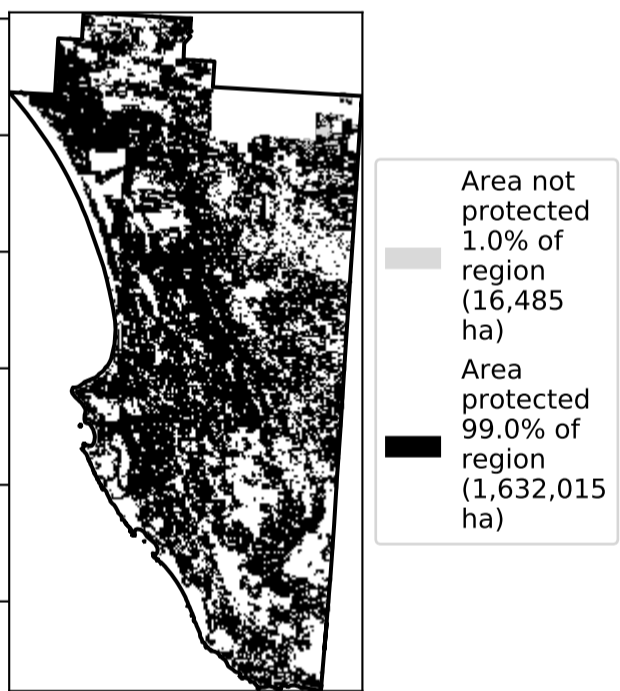 Area not
protected
1.0% of
region
(16,485
ha)
Area
protected
99.0% of
region
(1,632,015
ha)